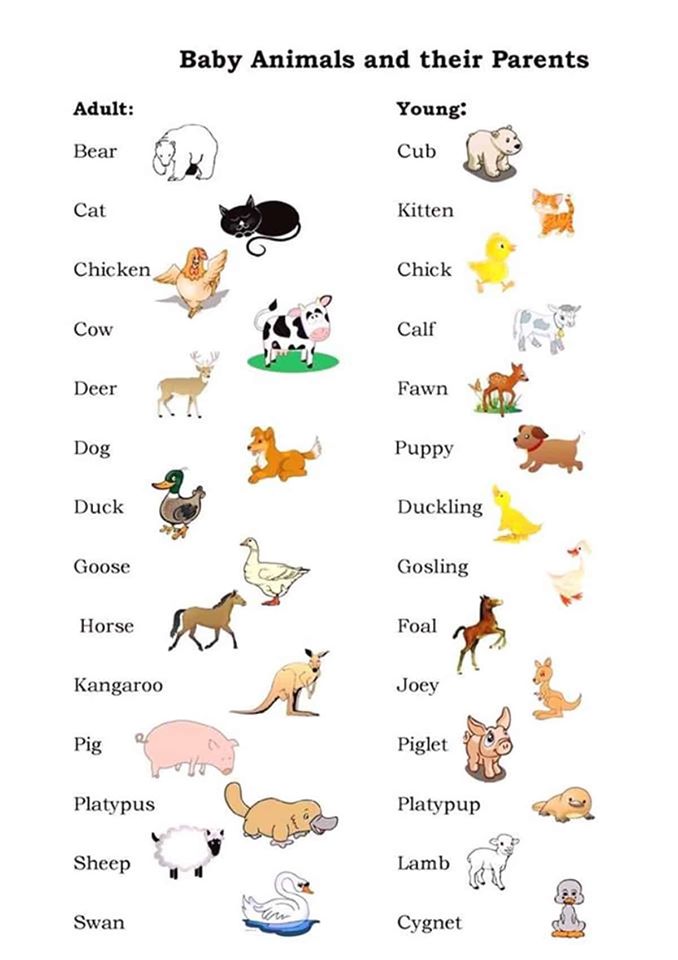 Baby Animals and their Parents
Adult: Young:
Bear Cub
Cat Kitten
Chicken Chick
Cow Calf
Deer Fawn
Dog Puppy
Duck Duckling
Goose Gosling
Horse Foal
Kangaroo Joey
Pig Piglet
Platypus Platypup
Sheep Lamb
Swan Cygnet